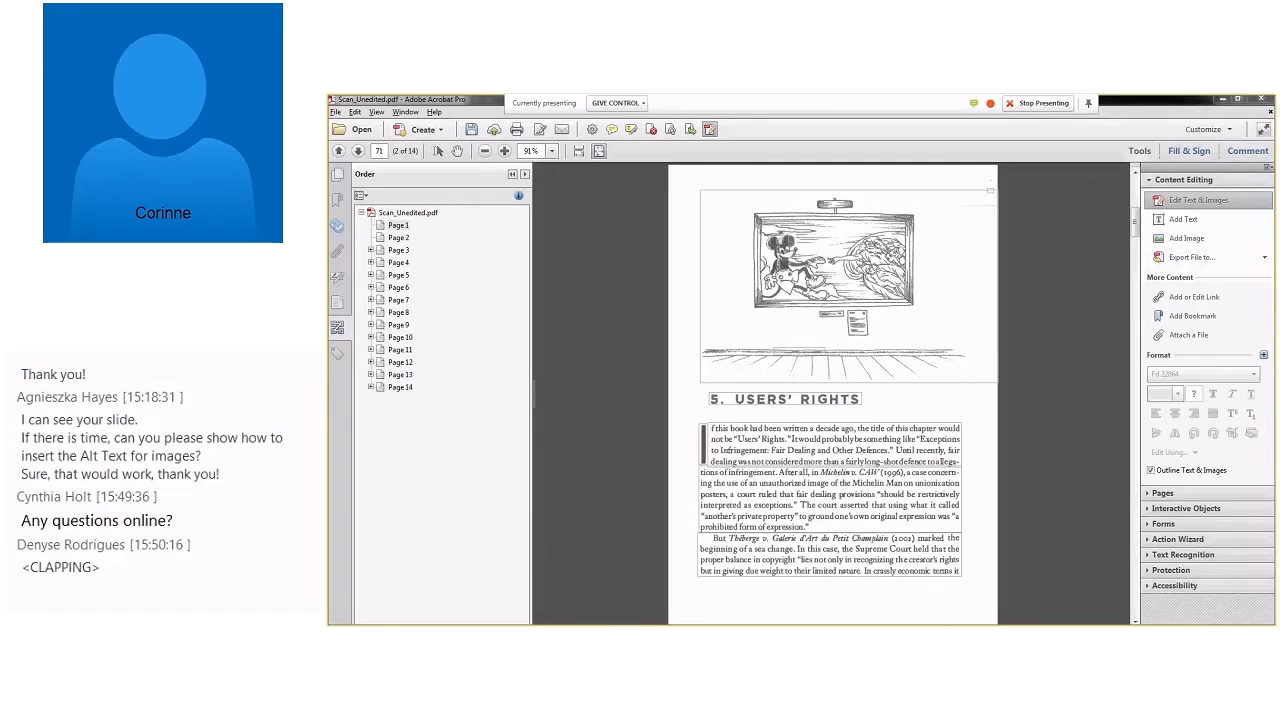 Corinne
Thank you!
Agnieszka Hayes [15:18:31 ]
I can see your slide.
If there is time, can you please show how to
insert the Alt Text for images?
Sure, that would work, thank you!
Cynthia Holt [15:49:36 ]
Any questions online?
Denyse Rodrigues [15:50:16 ]
<CLAPPING>
Scan_Unedited.pdf - Adobe Acrobat Pro
Currently presenting
GIVE CONTROL
Stop Presenting
File Edit View Window Help
Open
Create
Customize
71 (2 of 14)
91%
Tools
Fill & Sign
Comment
Order
Scan_Unedited.pdf
Page1
Page 2
Page 3
Page 4
Page 5
Page 6
Page 7
Page 8
Page 9
Page 10
Page 11
Page 12
Page 13
Page 14
5. USERS' RIGHTS
If this book had been written a decade ago, the title of this chapter would
not be "Users' Rights." It would probably be something like "Exceptions
to Infringement: Fair Dealing and Other Defences." Until recently, fair
dealing was not considered more than a fairly long-shot defence to allega-
tions of infringement. After all, in Michelin v. CAW (1996), a case concern-
ing the use of an unauthorized image of the Michelin Man on unionization
posters, a court ruled that fair dealing provisions "should be restrictively
interpreted as exceptions." The court asserted that using what it called
"another's private property" to ground one's own original expression was "a
prohibited form of expression."
But Théberge v. Galerie d'Art du Petit Champlain (2002) marked the
beginning of a sea change. In this case, the Supreme Court held that the
proper balance in copyright "lies not only in recognizing the creator's rights
but in giving due weight to their limited nature. In crassly economic terms it
Content Editing
Edit Text & Images
Add Text
Add Image
Export File to...
More Content
Add or Edit Link
Add Bookmark
Attach a File
Format
Fd 22864
Edit Using...
Outline Text & Images
Pages
Interactive Objects
Forms
Action Wizard
Text Recognition
Protection
Accessibility